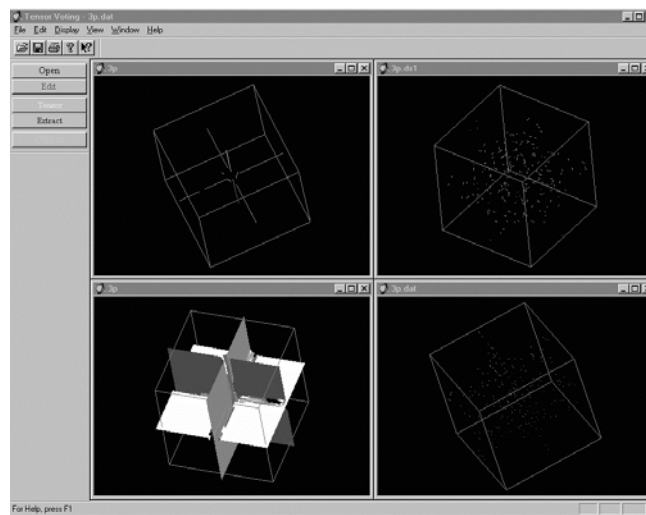 Tensor Voting - 3p.dat
File Edit Display View Window Help
Open
Edit
Tensor
Extract
3p
3p.ds1
3p
3p.dat
For Help, press F1